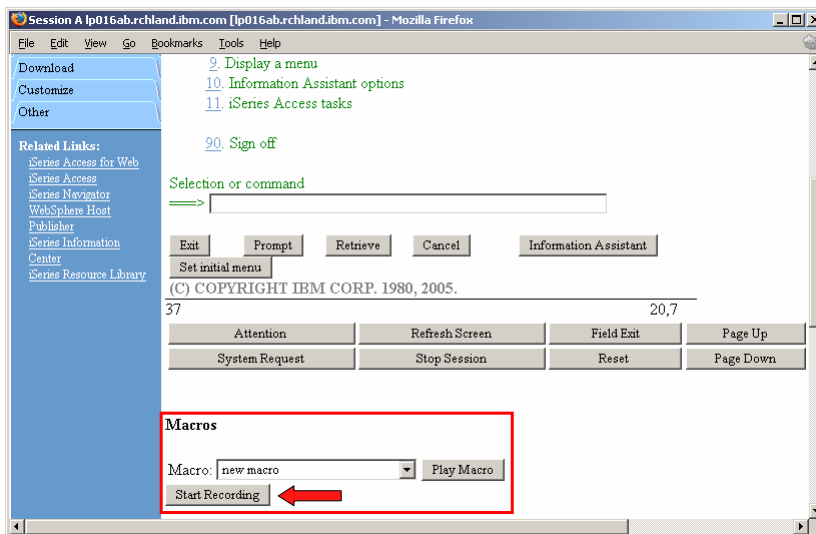 Session A lp016ab.rchland.ibm.com [lp016ab.rchland.ibm.com] - Mozilla Firefox
File Edit View Go Bookmarks Tools Help
Download
Customize
Other
Related Links:
iSeries Access for Web
iSeries Access
iSeries Navigator
WebSphere Host
Publisher
iSeries Information
Center
iSeries Resource Library
9. Display a menu
10. Information Assistant options
11. iSeries Access tasks
90. Sign off
Selection or command
===>
Exit Prompt Retrieve Cancel Information Assistant
Set initial menu
(C) COPYRIGHT IBM CORP. 1980, 2005.
37 20,7
Attention Refresh Screen Field Exit Page Up
System Request Stop Session Reset Page Down
Macros
Macro: new macro Play Macro
Start Recording